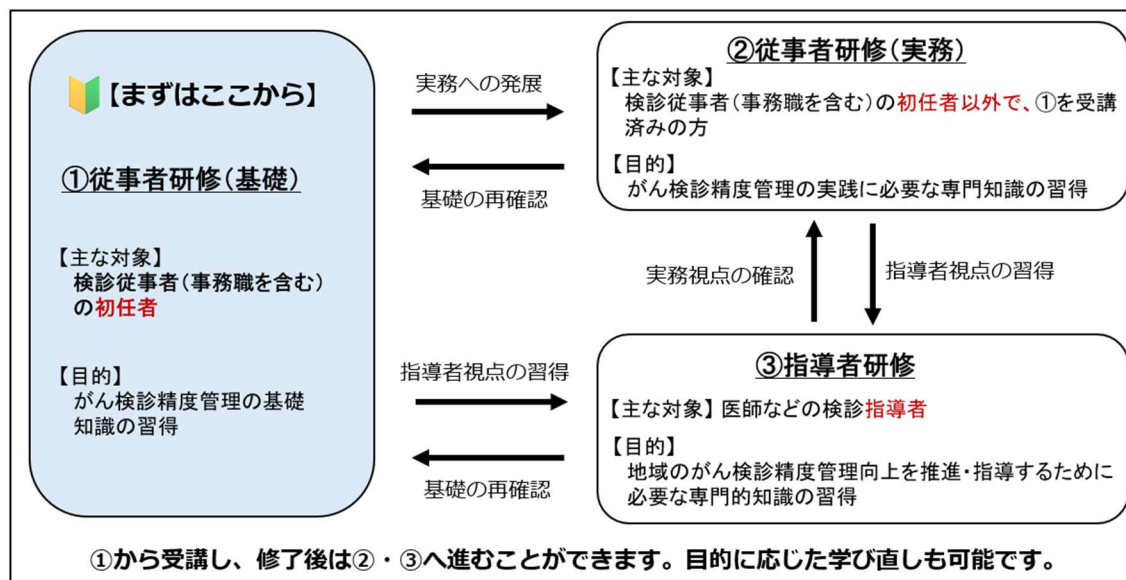 【まずはここから】
①従事者研修(基礎)
【主な対象】
検診従事者(事務職を含む)
の初任者
【目的】
がん検診精度管理の基礎
知識の習得
実務への発展
基礎の再確認
②従事者研修(実務)
【主な対象】
検診従事者(事務職を含む)の初任者以外で、①を受講
済みの方
【目的】
がん検診精度管理の実践に必要な専門知識の習得
実務視点の確認
指導者視点の習得
指導者視点の習得
基礎の再確認
③指導者研修
【主な対象】医師などの検診指導者
【目的】
地域のがん検診精度管理向上を推進・指導するために
必要な専門的知識の習得
①から受講し、修了後は②・③へ進むことができます。目的に応じた学び直しも可能です。